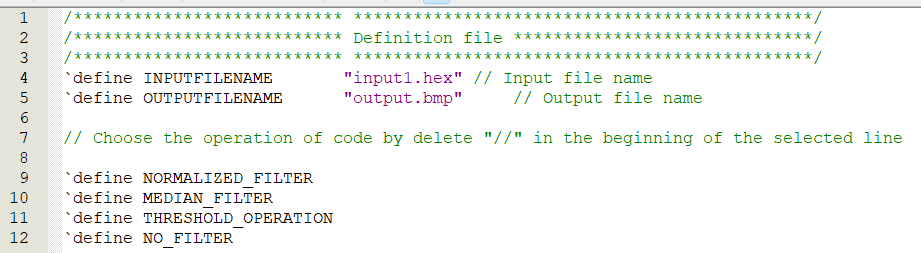 1 /*************************** **********************************************/
2 /*************************** Definition file ******************************/
3 /*************************** **********************************************/
4 `define INPUTFILENAME "input1.hex" // Input file name
5 `define OUTPUTFILENAME "output.bmp" // Output file name
6
7 // Choose the operation of code by delete "//" in the beginning of the selected line
8
9 `define NORMALIZED_FILTER
10 `define MEDIAN_FILTER
11 `define THRESHOLD_OPERATION
12 `define NO_FILTER